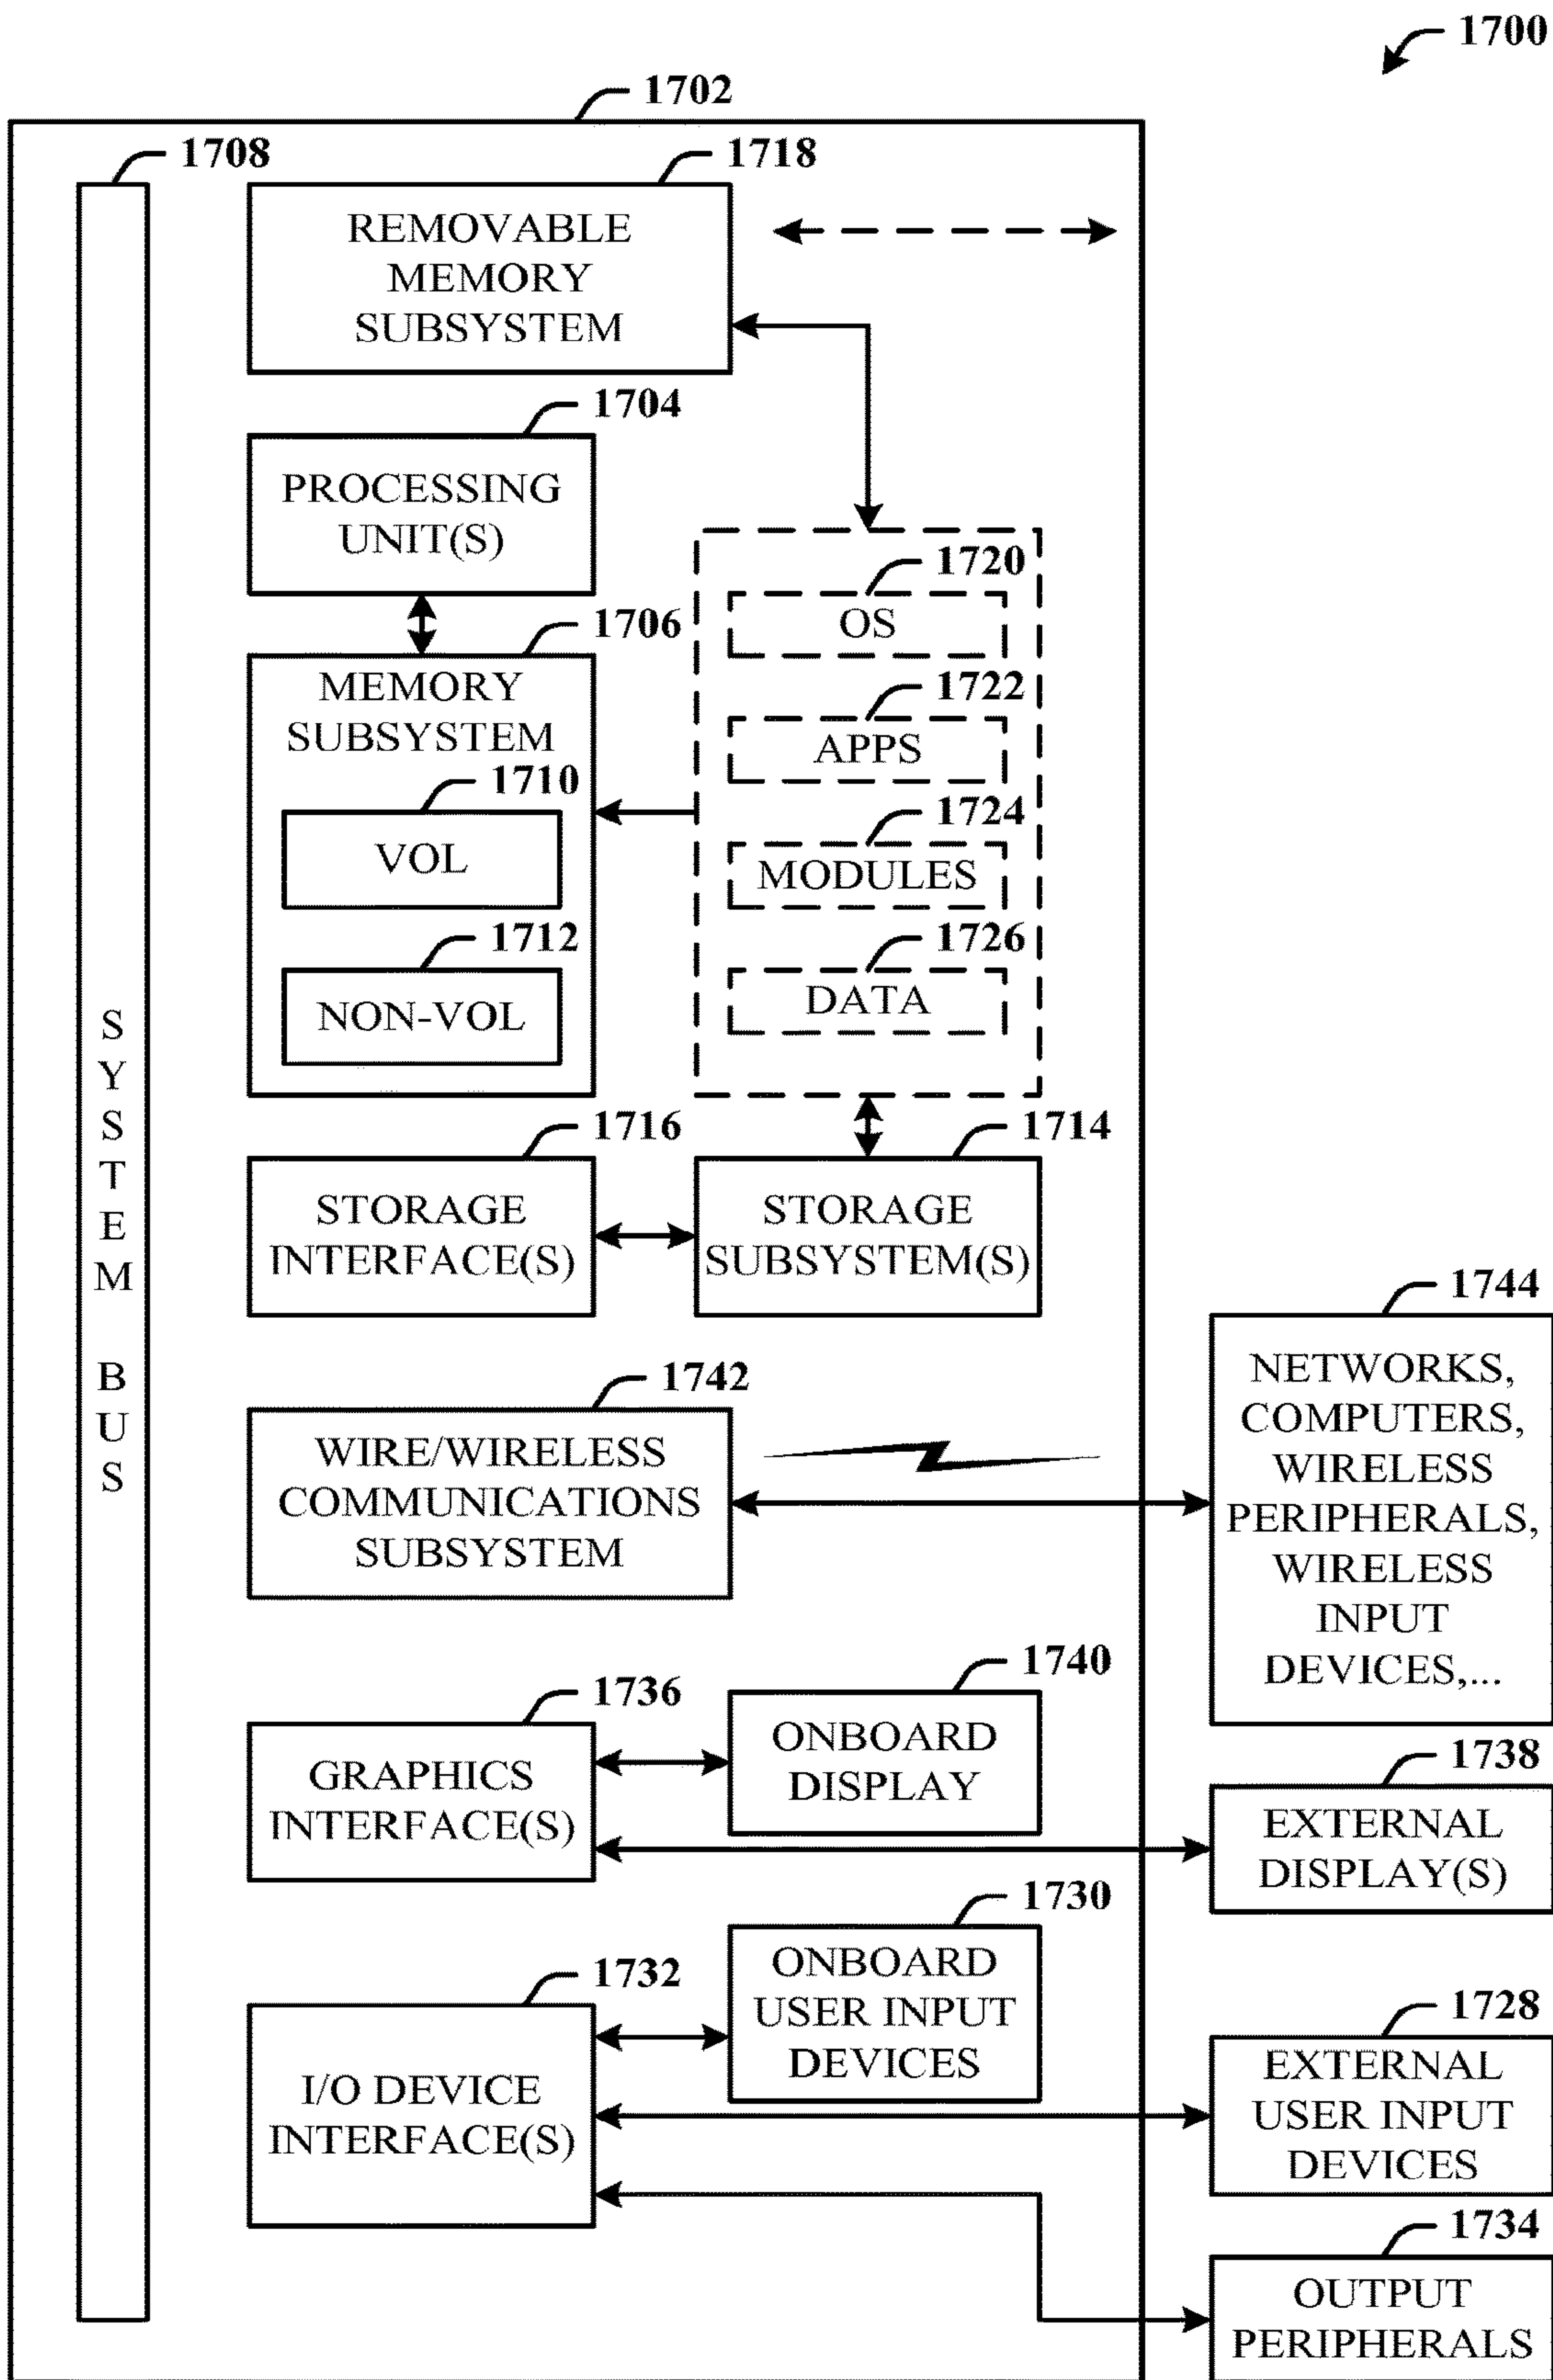 1700
1702
1708
1718
REMOVABLE
MEMORY
SUBSYSTEM
1704
PROCESSING
UNIT(S)
1706
MEMORY
SUBSYSTEM
1710
VOL
1712
NON-VOL
1720
OS
1722
APPS
1724
MODULES
1726
DATA
1716
STORAGE
INTERFACE(S)
1714
STORAGE
SUBSYSTEM(S)
SYSTEM BUS
1742
WIRE/WIRELESS
COMMUNICATIONS
SUBSYSTEM
1744
NETWORKS,
COMPUTERS,
WIRELESS
PERIPHERALS,
WIRELESS
INPUT
DEVICES,...
1736
GRAPHICS
INTERFACE(S)
1740
ONBOARD
DISPLAY
1738
EXTERNAL
DISPLAY(S)
1732
I/O DEVICE
INTERFACE(S)
1730
ONBOARD
USER INPUT
DEVICES
1728
EXTERNAL
USER INPUT
DEVICES
1734
OUTPUT
PERIPHERALS